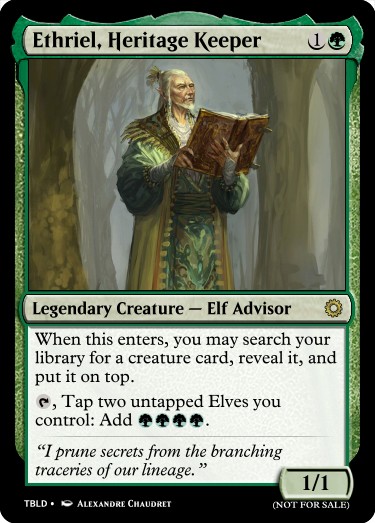 Ethriel, Heritage Keeper 1
Legendary Creature — Elf Advisor
When this enters, you may search your
library for a creature card, reveal it, and
put it on top.
, Tap two untapped Elves you
control: Add .
“I prune secrets from the branching
traceries of our lineage.”
1/1
TBLD • Alexandre Chaudret
(NOT FOR SALE)